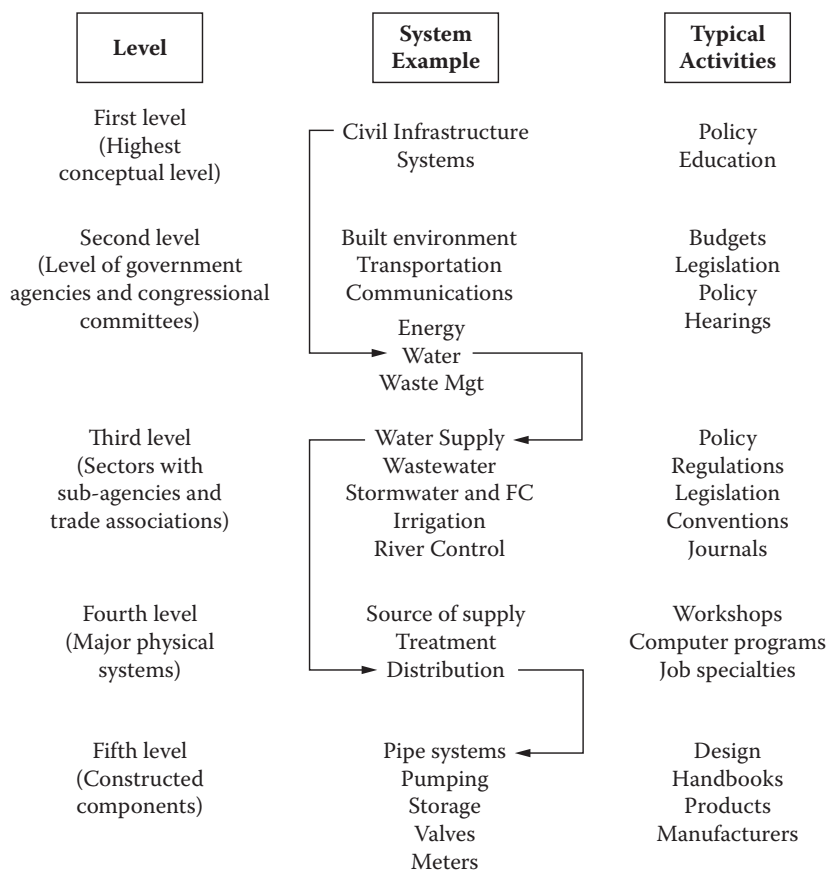 Level
System
Example
Typical
Activities
First level
(Highest
conceptual level)
Civil Infrastructure
Systems
Policy
Education
Second level
(Level of government
agencies and congressional
committees)
Built environment
Transportation
Communications
Energy
Water
Waste Mgt
Budgets
Legislation
Policy
Hearings
Third level
(Sectors with
sub-agencies and
trade associations)
Water Supply
Wastewater
Stormwater and FC
Irrigation
River Control
Policy
Regulations
Legislation
Conventions
Journals
Fourth level
(Major physical
systems)
Source of supply
Treatment
Distribution
Workshops
Computer programs
Job specialties
Fifth level
(Constructed
components)
Pipe systems
Pumping
Storage
Valves
Meters
Design
Handbooks
Products
Manufacturers